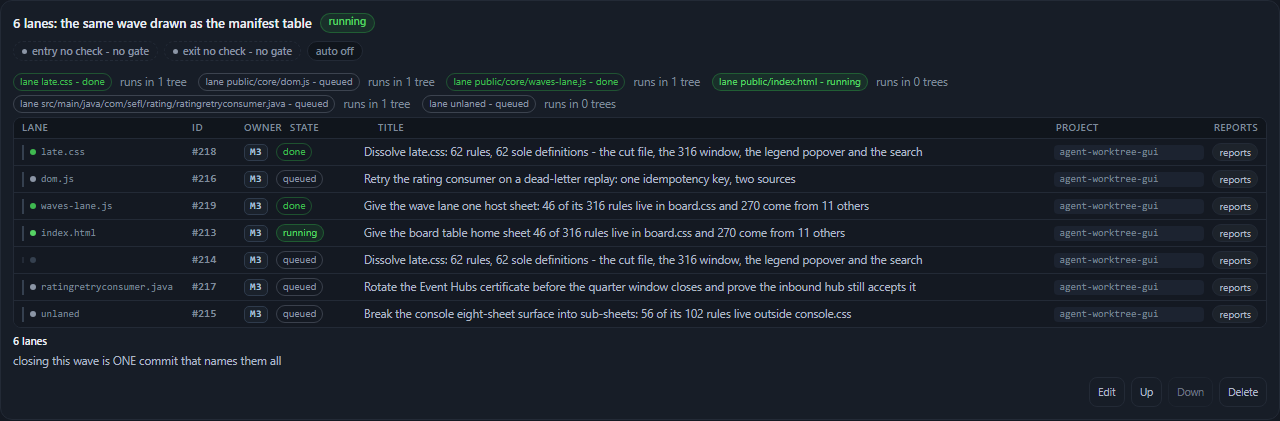 6 lanes: the same wave drawn as the manifest table running
entry no check - no gate exit no check - no gate auto off
lane late.css - done runs in 1 tree lane public/core/dom.js - queued runs in 1 tree lane public/core/waves-lane.js - done runs in 1 tree lane public/index.html - running runs in 0 trees
lane src/main/java/com/sefl/rating/ratingretryconsumer.java - queued runs in 1 tree lane unlaned - queued runs in 0 trees
LANE ID OWNER STATE TITLE PROJECT REPORTS
late.css #218 M3 done Dissolve late.css: 62 rules, 62 sole definitions - the cut file, the 316 window, the legend popover and the search agent-worktree-gui reports
dom.js #216 M3 queued Retry the rating consumer on a dead-letter replay: one idempotency key, two sources agent-worktree-gui reports
waves-lane.js #219 M3 done Give the wave lane one host sheet: 46 of its 316 rules live in board.css and 270 come from 11 others agent-worktree-gui reports
index.html #213 M3 running Give the board table home sheet 46 of 316 rules live in board.css and 270 come from 11 others agent-worktree-gui reports
#214 M3 queued Dissolve late.css: 62 rules, 62 sole definitions - the cut file, the 316 window, the legend popover and the search agent-worktree-gui reports
ratingretryconsumer.java #217 M3 queued Rotate the Event Hubs certificate before the quarter window closes and prove the inbound hub still accepts it agent-worktree-gui reports
unlaned #215 M3 queued Break the console eight-sheet surface into sub-sheets: 56 of its 102 rules live outside console.css agent-worktree-gui reports
6 lanes
closing this wave is ONE commit that names them all
Edit Up Down Delete